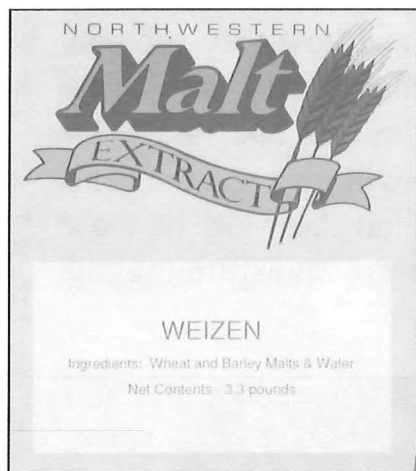 NORTHWESTERN
Malt
EXTRACT
WEIZEN
Ingredients: Wheat and Barley Malts & Water
Net Contents - 3.3 pounds